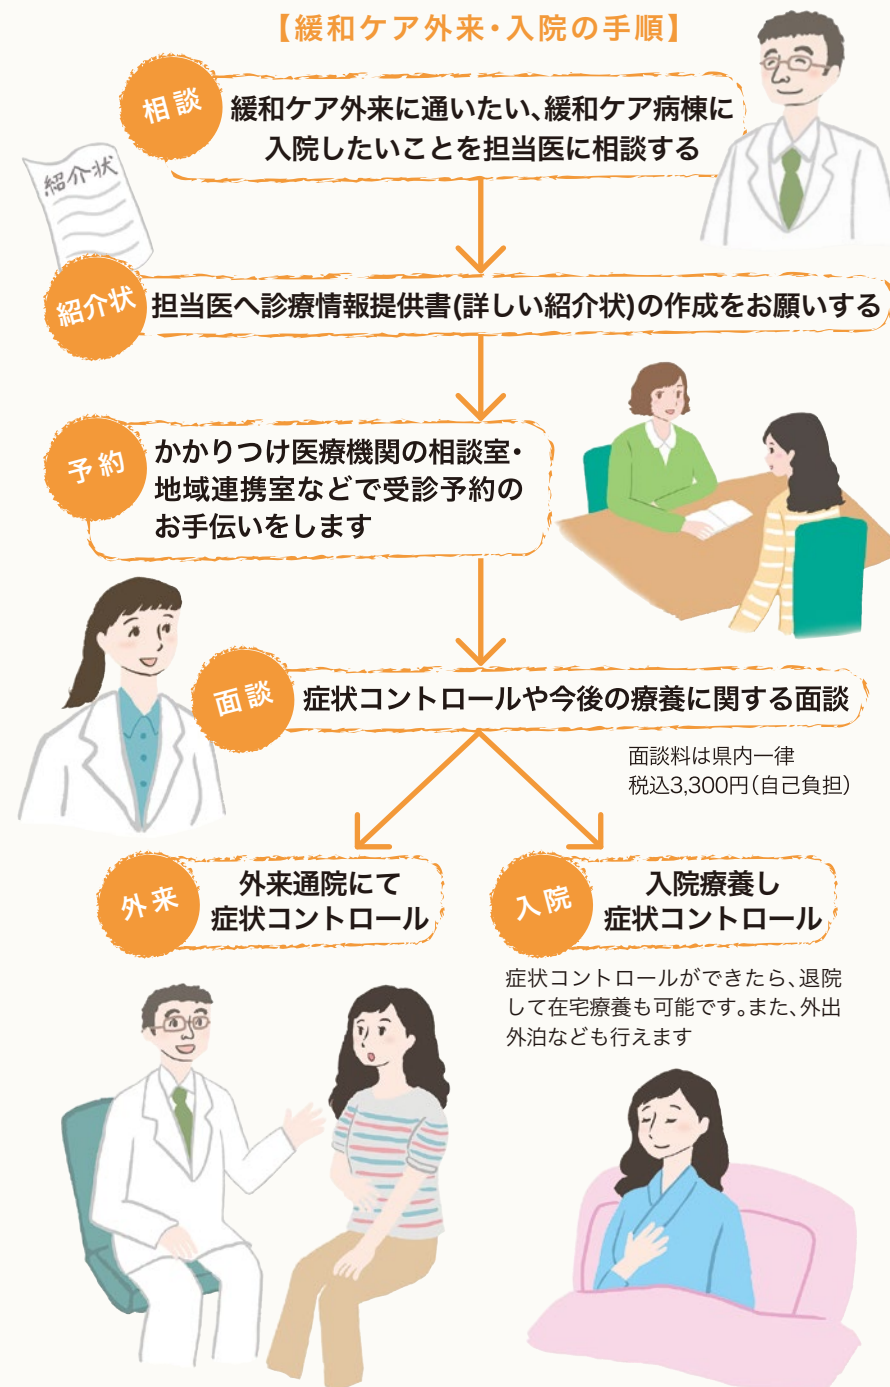 【緩和ケア外来・入院の手順】
相談
緩和ケア外来に通いたい、緩和ケア病棟に
入院したいことを担当医に相談する
紹介状
紹介状
担当医へ診療情報提供書(詳しい紹介状)の作成をお願いする
予約
かかりつけ医療機関の相談室・
地域連携室などで受診予約の
お手伝いをします
面談
症状コントロールや今後の療養に関する面談
面談料は県内一律
税込3,300円（自己負担）
外来
外来通院にて
症状コントロール
入院
入院療養し
症状コントロール
症状コントロールができたら、退院
して在宅療養も可能です。また、外出
外泊なども行えます